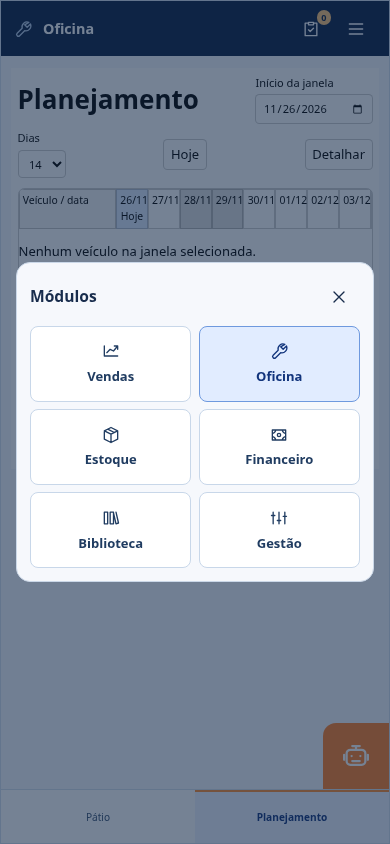 Oficina
0
Planejamento
Início da janela
11/26/2026
Dias
14
Hoje
Detalhar
Veículo / data
26/11
Hoje
27/11
28/11
29/11
30/11
01/12
02/12
03/12
Nenhum veículo na janela selecionada.
Módulos
Vendas
Oficina
Estoque
Financeiro
Biblioteca
Gestão
Pátio
Planejamento